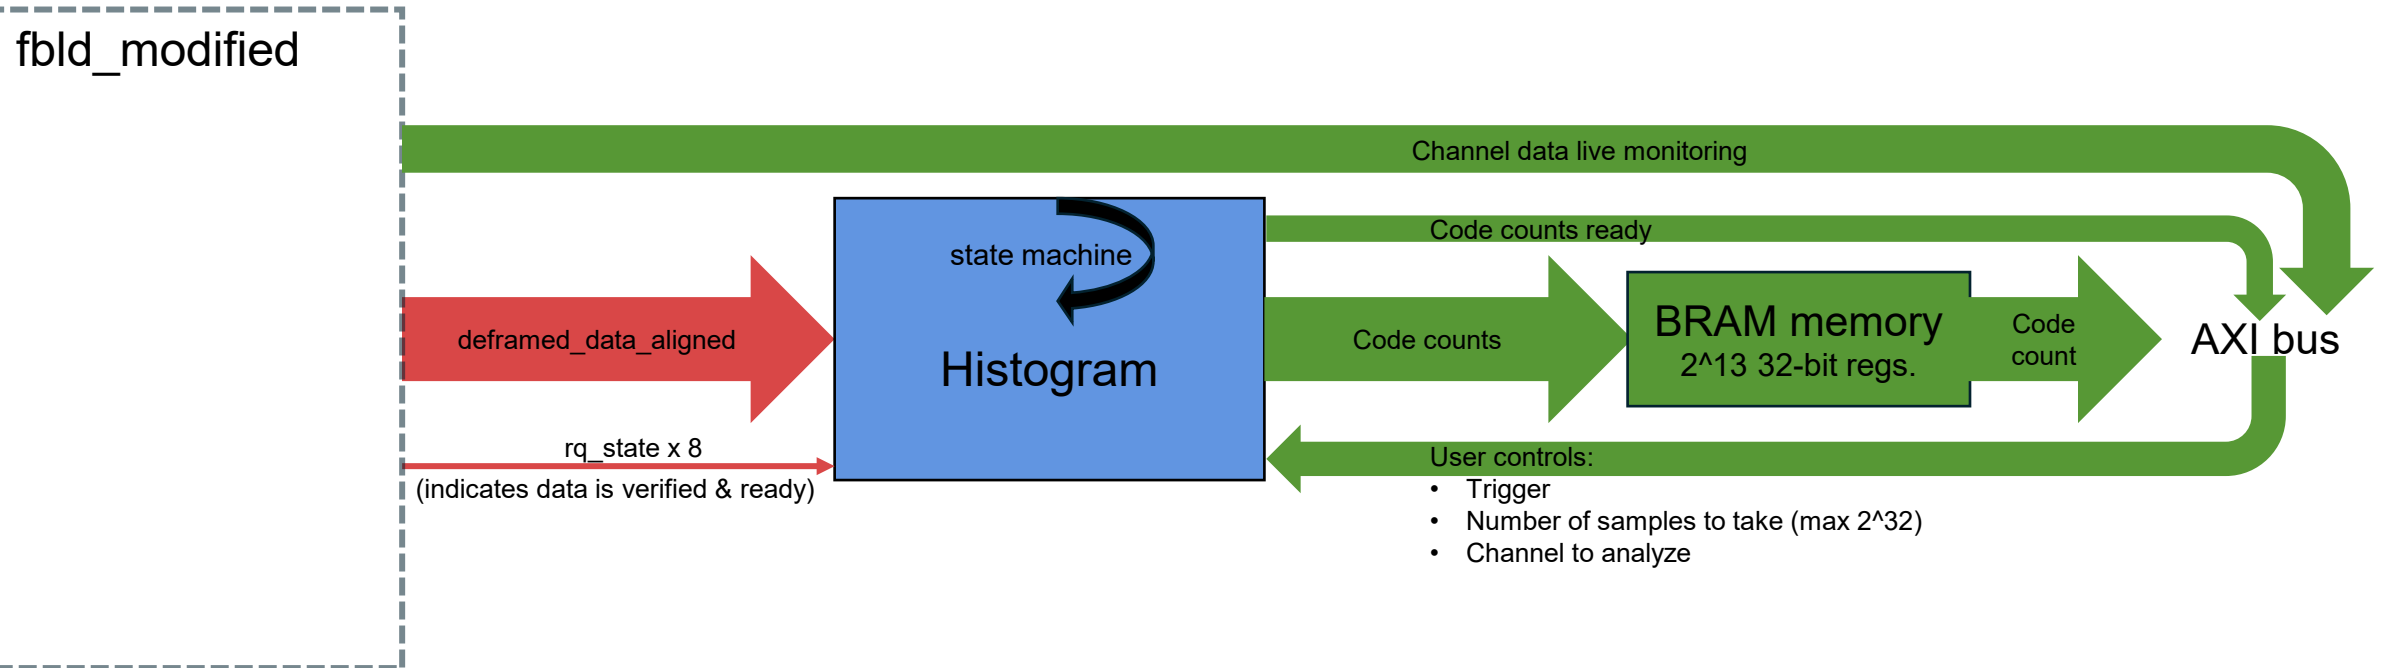 fbld_modified
Channel data live monitoring
Code counts ready
state machine
Histogram
deframed_data_aligned
rq_state x 8
(indicates data is verified & ready)
Code counts
BRAM memory
2^13 32-bit regs.
Code
count
AXI bus
User controls:
• Trigger
• Number of samples to take (max 2^32)
• Channel to analyze